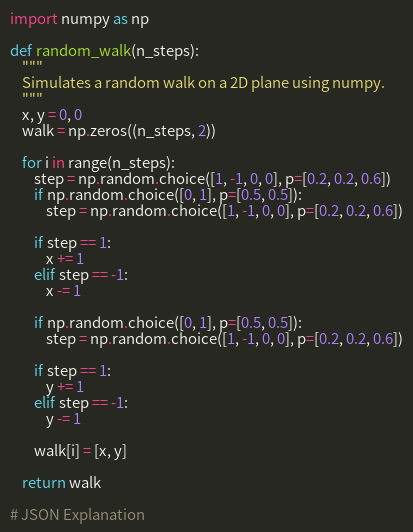 import numpy as np

def random_walk(n_steps):
    """
    Simulates a random walk on a 2D plane using numpy.
    """
    x, y = 0, 0
    walk = np.zeros((n_steps, 2))

    for i in range(n_steps):
        step = np.random.choice([1, -1, 0, 0], p=[0.2, 0.2, 0.6])
        if np.random.choice([0, 1], p=[0.5, 0.5]):
            step = np.random.choice([1, -1, 0, 0], p=[0.2, 0.2, 0.6])

        if step == 1:
            x += 1
        elif step == -1:
            x -= 1

        if np.random.choice([0, 1], p=[0.5, 0.5]):
            step = np.random.choice([1, -1, 0, 0], p=[0.2, 0.2, 0.6])

        if step == 1:
            y += 1
        elif step == -1:
            y -= 1

        walk[i] = [x, y]

    return walk

# JSON Explanation